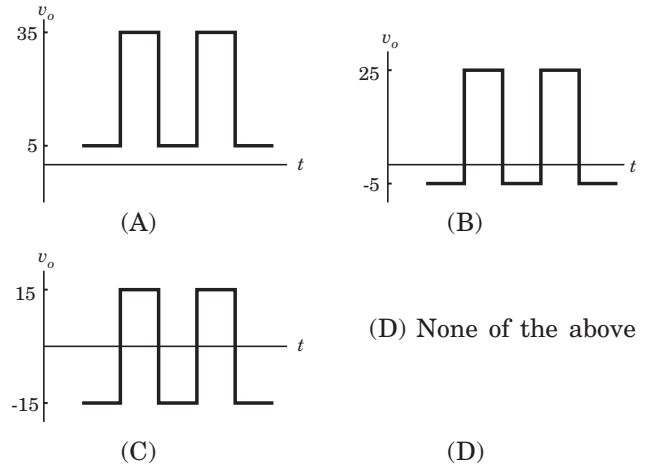 v_o
35
5
t
(A)
v_o
25
-5
t
(B)
v_o
15
-15
t
(C)
(D) None of the above
(D)